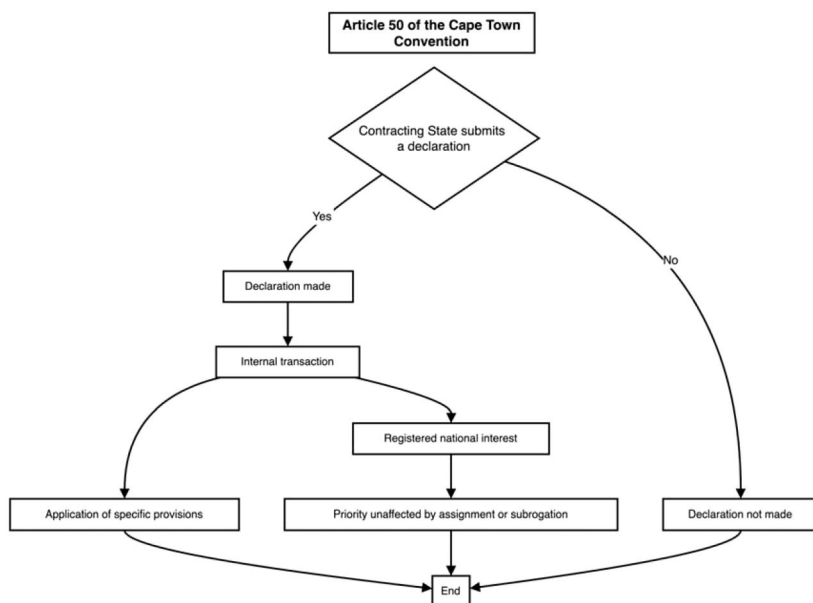 Article 50 of the Cape Town
Convention
Contracting State submits
a declaration
Yes
No
Declaration made
Internal transaction
Registered national interest
Application of specific provisions
Priority unaffected by assignment or subrogation
Declaration not made
End